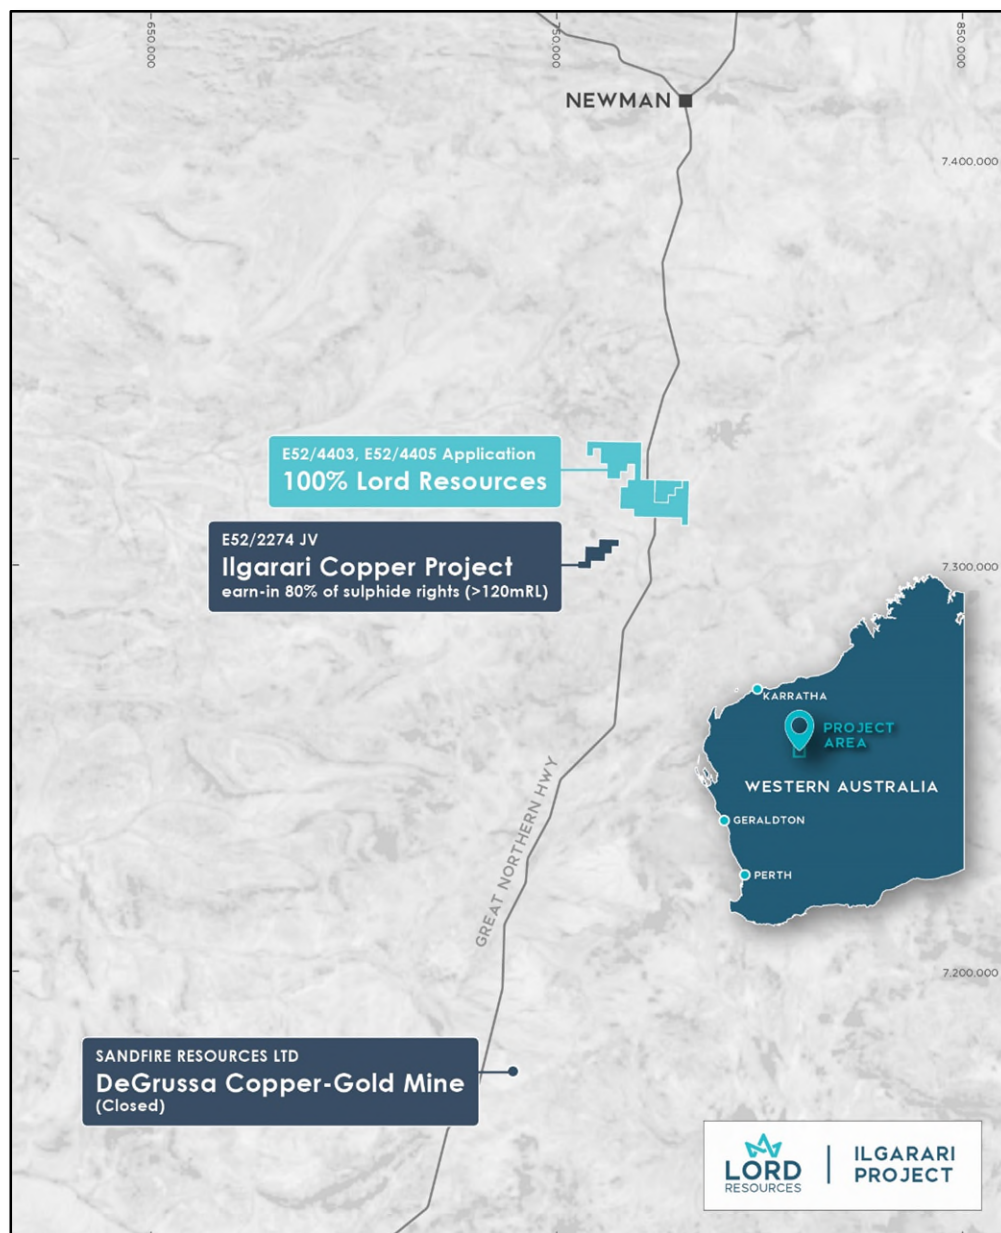 650,000
750,000
850,000
NEWMAN
7,400,000
E52/4403, E52/4405 Application
100% Lord Resources
E52/2274 JV
Ilgarari Copper Project
earn-in 80% of sulphide rights (>120mRL)
7,300,000
KARRATHA
PROJECT
AREA
WESTERN AUSTRALIA
GERALDTON
PERTH
GREAT NORTHERN HWY
7,200,000
SANDFIRE RESOURCES LTD
DeGrussa Copper-Gold Mine
(Closed)
LORD
RESOURCES
ILGARARI
PROJECT